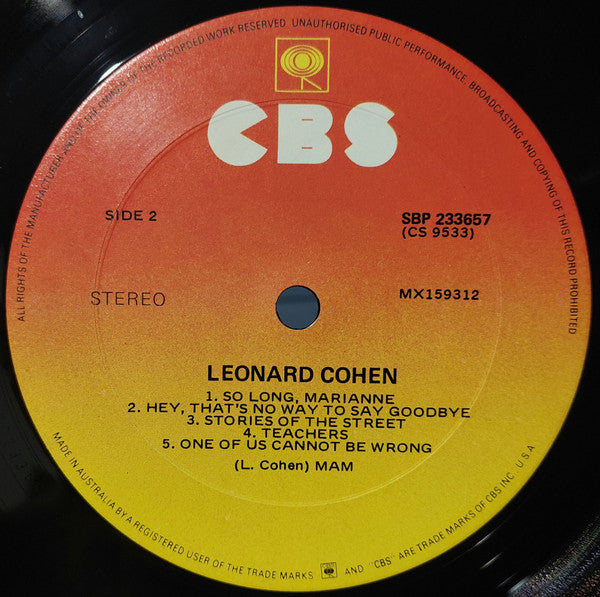 ALL RIGHTS OF THE MANUFACTURER AND OF THE OWNER OF THE RECORDED WORK RESERVED. UNAUTHORISED PUBLIC PERFORMANCE, BROADCASTING AND COPYING OF THIS RECORD PROHIBITED
CBS
SIDE 2
SBP 233657
(CS 9533)
STEREO
MX159312
LEONARD COHEN
1. SO LONG, MARIANNE
2. HEY, THAT'S NO WAY TO SAY GOODBYE
3. STORIES OF THE STREET
4. TEACHERS
5. ONE OF US CANNOT BE WRONG
(L. Cohen) MAM
MADE IN AUSTRALIA BY A REGISTERED USER OF THE TRADE MARKS AND "CBS" ARE TRADE MARKS OF CBS INC. U.S.A